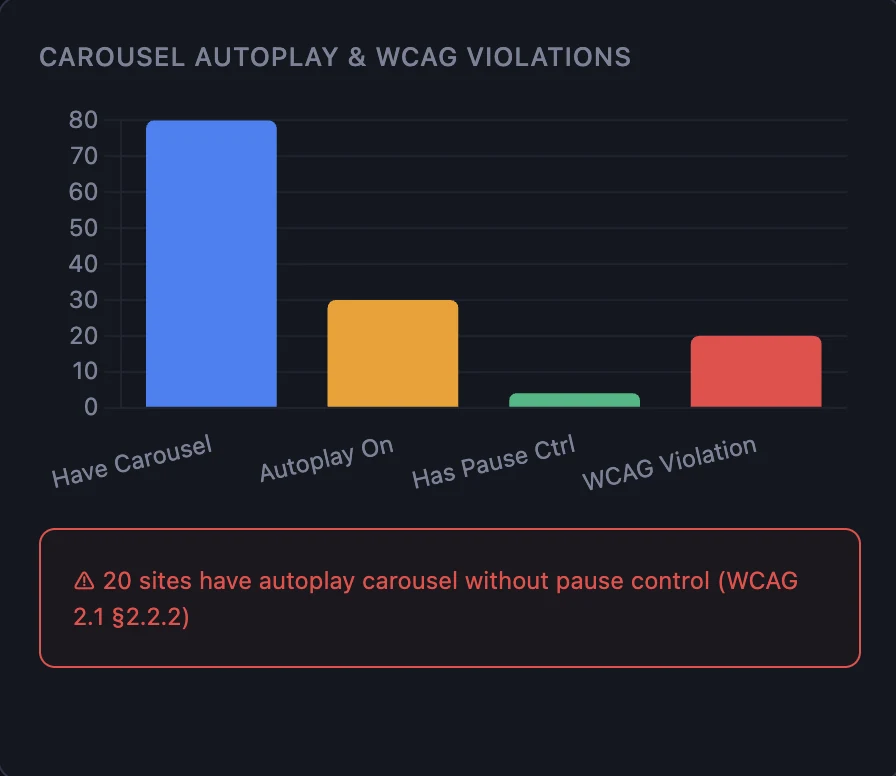 CAROUSEL AUTOPLAY & WCAG VIOLATIONS
80
70
60
50
40
30
20
10
0
Have Carousel
Autoplay On
Has Pause Ctrl
WCAG Violation
⚠ 20 sites have autoplay carousel without pause control (WCAG
2.1 §2.2.2)